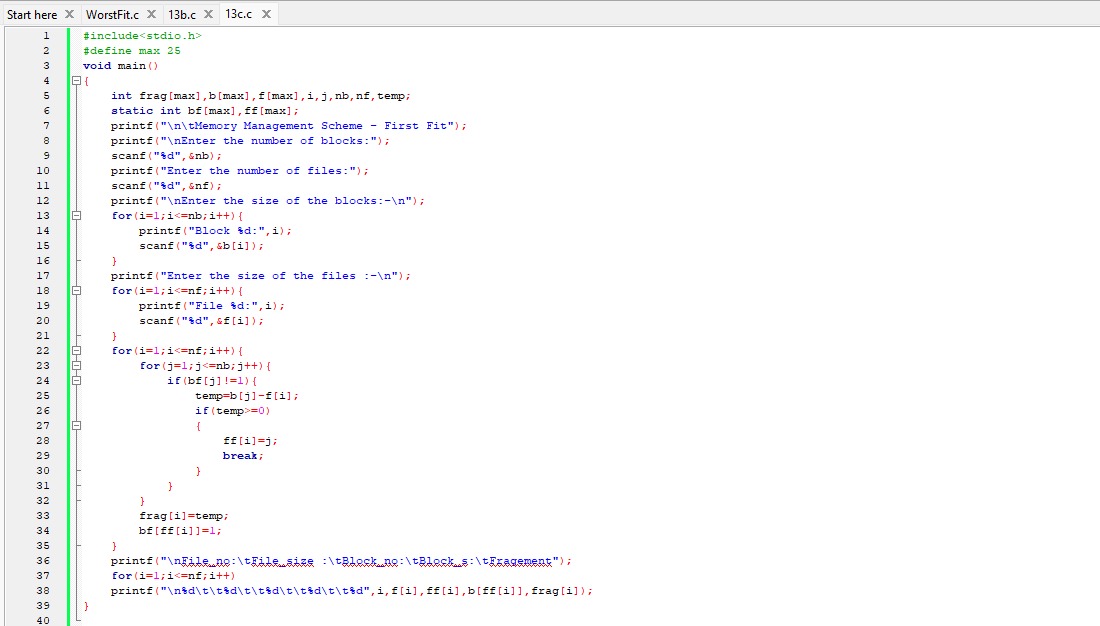 Start here WorstFit.c 13b.c 13c.c
1 #include<stdio.h>
2 #define max 25
3 void main()
4 {
5 int frag[max],b[max],f[max],i,j,nb,nf,temp;
6 static int bf[max],ff[max];
7 printf("\n\tMemory Management Scheme - First Fit");
8 printf("\nEnter the number of blocks:");
9 scanf("%d",&nb);
10 printf("Enter the number of files:");
11 scanf("%d",&nf);
12 printf("\nEnter the size of the blocks:-\n");
13 for(i=1;i<=nb;i++){
14 printf("Block %d:",i);
15 scanf("%d",&b[i]);
16 }
17 printf("Enter the size of the files :-\n");
18 for(i=1;i<=nf;i++){
19 printf("File %d:",i);
20 scanf("%d",&f[i]);
21 }
22 for(i=1;i<=nf;i++){
23 for(j=1;j<=nb;j++){
24 if(bf[j]!=1){
25 temp=b[j]-f[i];
26 if(temp>=0)
27 {
28 ff[i]=j;
29 break;
30 }
31 }
32 }
33 frag[i]=temp;
34 bf[ff[i]]=1;
35 }
36 printf("\nFile_no:\tFile_size :\tBlock_no:\tBlock_s:\tFragement");
37 for(i=1;i<=nf;i++)
38 printf("\n%d\t\t%d\t\t%d\t\t%d\t\t%d",i,f[i],ff[i],b[ff[i]],frag[i]);
39 }
40